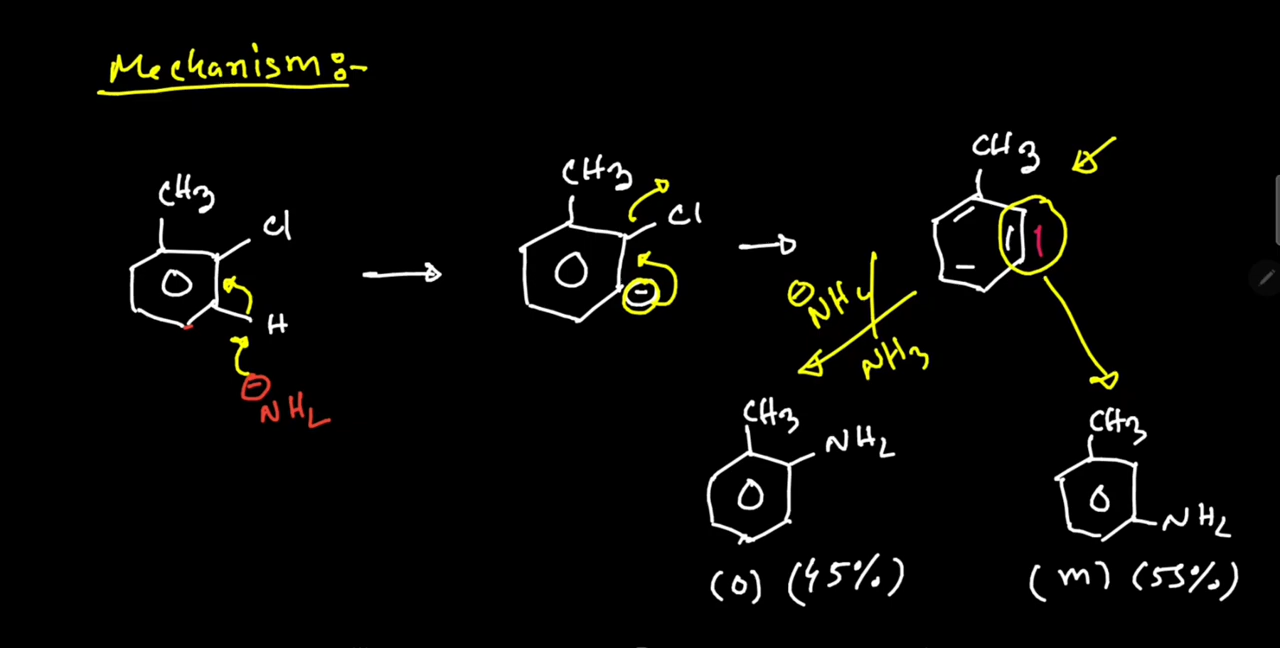 Mechanism:-
CH3
Cl
H
⊖
NH2
CH3
Cl
⊖
CH3
⊖NH2
NH3
CH3
NH2
(o) (45%)
CH3
NH2
(m) (55%)